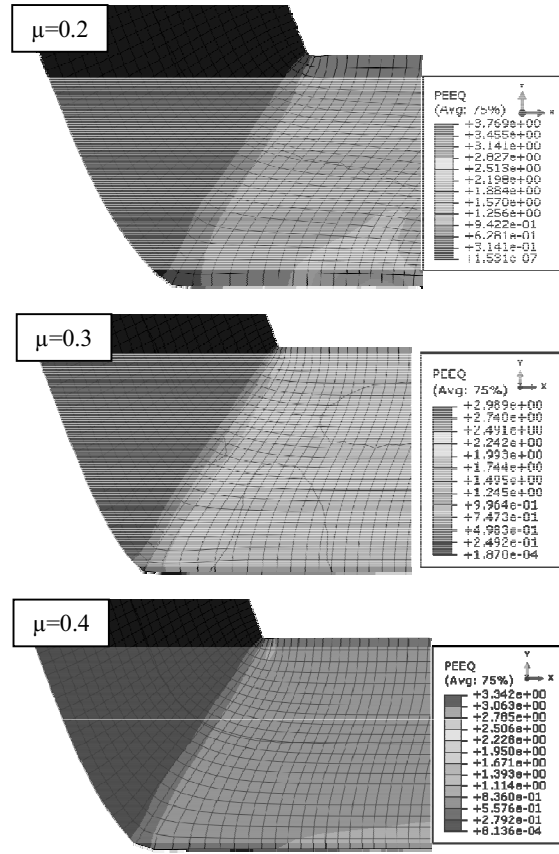 μ=0.2
PEEQ
(Avg: 75%)
+3.769e+00
+3.455e+00
+3.141e+00
+2.827e+00
+2.513e+00
+2.198e+00
+1.884e+00
+1.570e+00
+1.256e+00
+9.422e-01
+6.281e-01
+3.141e-01
+1.531e-07
μ=0.3
Y
X
PEEQ
(Avg: 75%)
+2.989e+00
+2.740e+00
+2.491e+00
+2.242e+00
+1.993e+00
+1.744e+00
+1.495e+00
+1.245e+00
+9.964e-01
+7.473e-01
+4.983e-01
+2.492e-01
+1.870e-04
μ=0.4
Y
X
PEEQ
(Avg: 75%)
+3.342e+00
+3.063e+00
+2.785e+00
+2.506e+00
+2.228e+00
+1.950e+00
+1.671e+00
+1.393e+00
+1.114e+00
+8.360e-01
+5.576e-01
+2.792e-01
+8.136e-04